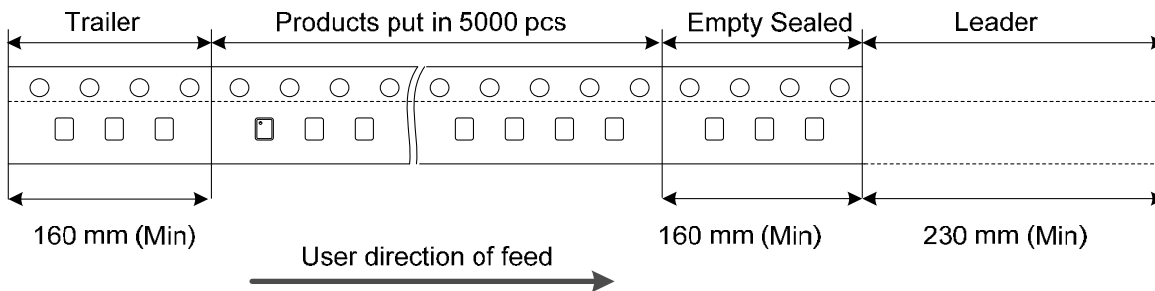 Trailer
Products put in 5000 pcs
Empty Sealed
Leader
160 mm (Min)
160 mm (Min)
230 mm (Min)
User direction of feed